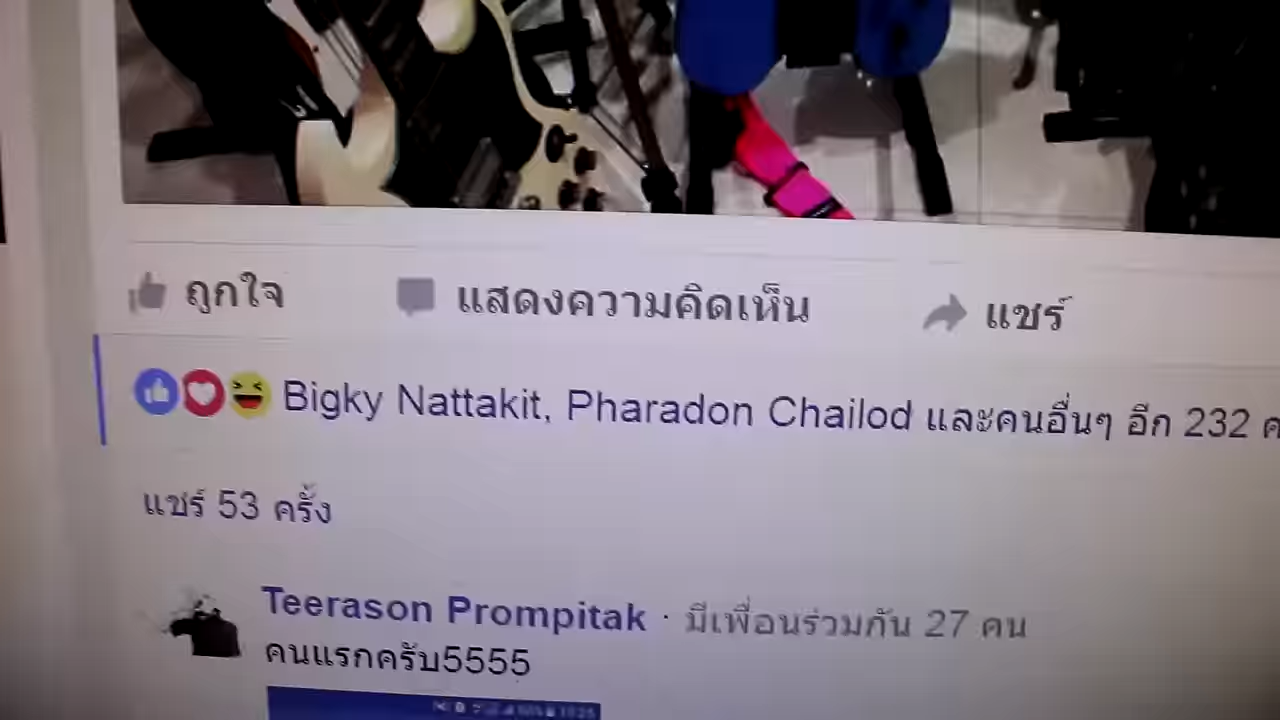 ถูกใจ แสดงความคิดเห็น แชร์
Bigky Nattakit, Pharadon Chailod และคนอื่นๆ อีก 232
แชร์ 53 ครั้ง
Teerason Prompitak · มีเพื่อนร่วมกัน 27 คน
คนแรกครับ5555